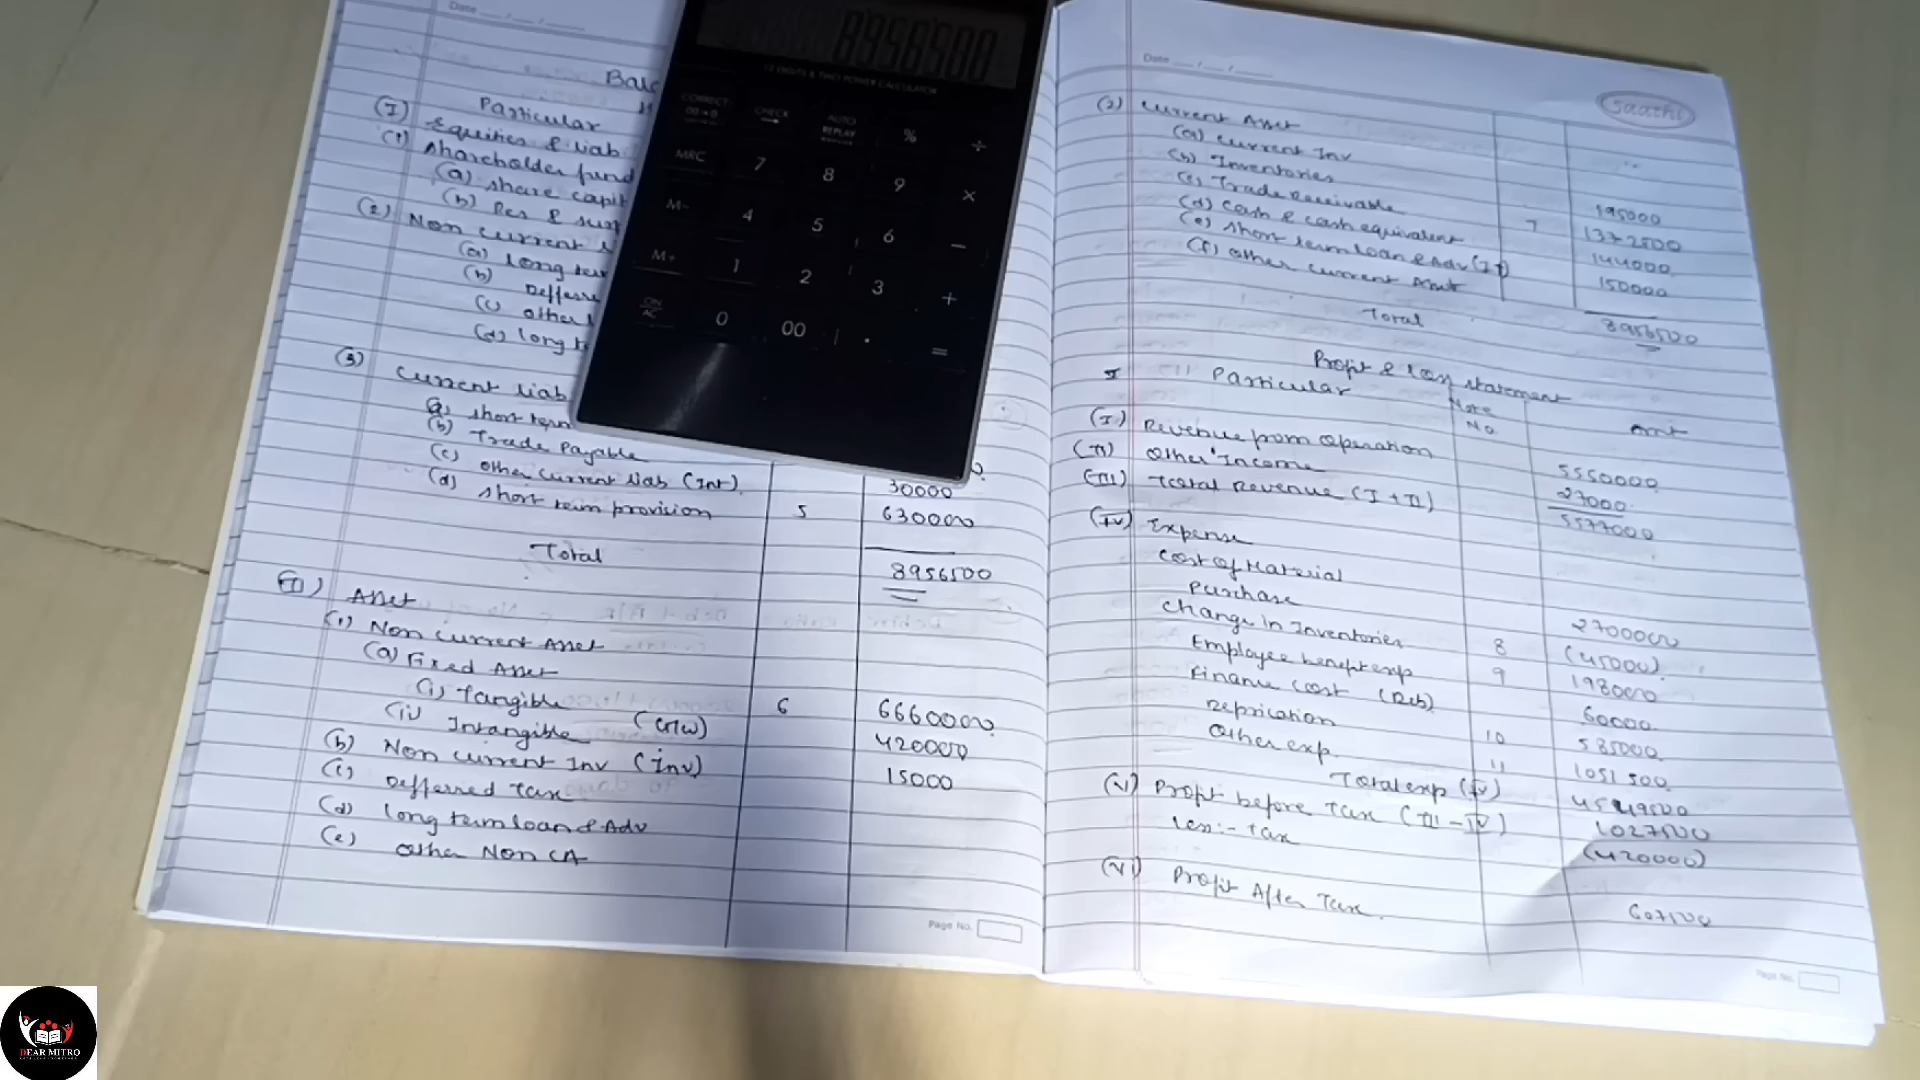 Date
Bala
Particular
(I) Equities & liab
(1) shareholder fund
(a) share capit
(b) Res & surp
(2) Non current l
(a) long ter
(b) Defferre
(c) other
(d) long t
(3) current liab
(a) short term
(b) Trade Payable
(c) other current liab (Int) 30000
(d) short term provision 5 630000
Total 8956500
(II) Asset
(1) Non current Asset
(a) Fixed Asset
(i) Tangible 6 6660000
(ii) Intangible (G/w) 420000
(b) Non current Inv (Inv) 15000
(c) Defferred Tax
(d) long term loan & Adv
(e) other Non CA
Page No.
8956500
12 DIGITS & TWO POWER CALCULATOR
CORRECT 00→0 CHECK → AUTO REPLAY % ÷
MRC 7 8 9 ×
M- 4 5 6 −
M+ 1 2 3 +
ON AC 0 00 . =
Date
Saathi
(2) Current Asset
(a) current Inv
(b) Inventories 195000
(c) Trade Receivable 1372500
(d) cash & cash equivalent 7 144000
(e) short term loan & Adv (IT) 150000
(f) other current Asset
Total 8956500
Profit & loss statement
Particular Note No. Amt
(I) Revenue from Operation 5550000
(II) Other Income 27000
(III) Total Revenue (I + II) 5577000
(IV) Expense
Cost of Material
Purchase 2700000
Change in Inventories 8 (45000)
Employee benefit exp 9 198000
Finance Cost (Deb) 60000
Depriciation 10 585000
Other exp 11 1051500
Total exp (IV) 4549500
(V) Profit before Tax (III - IV) 1027500
less:- Tax (420000)
(VI) Profit After Tax. 607500
Page No.
DEAR MITRO